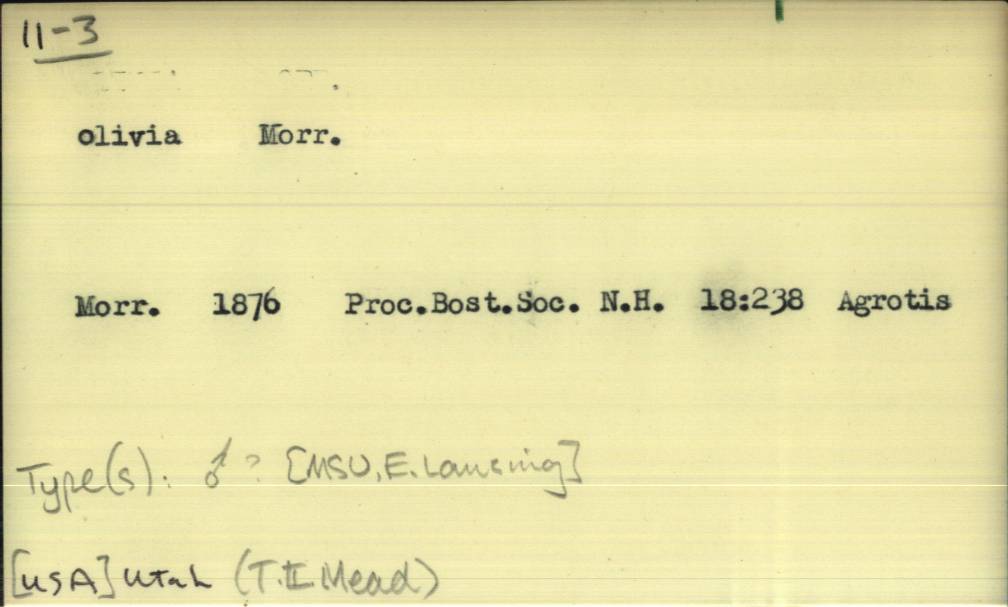 11-3
olivia Morr.
Morr. 1876 Proc.Bost.Soc. N.H. 18:238 Agrotis
Type(s): ♂? [MSU, E. Lansing]
[USA] Utah (T. Mead)